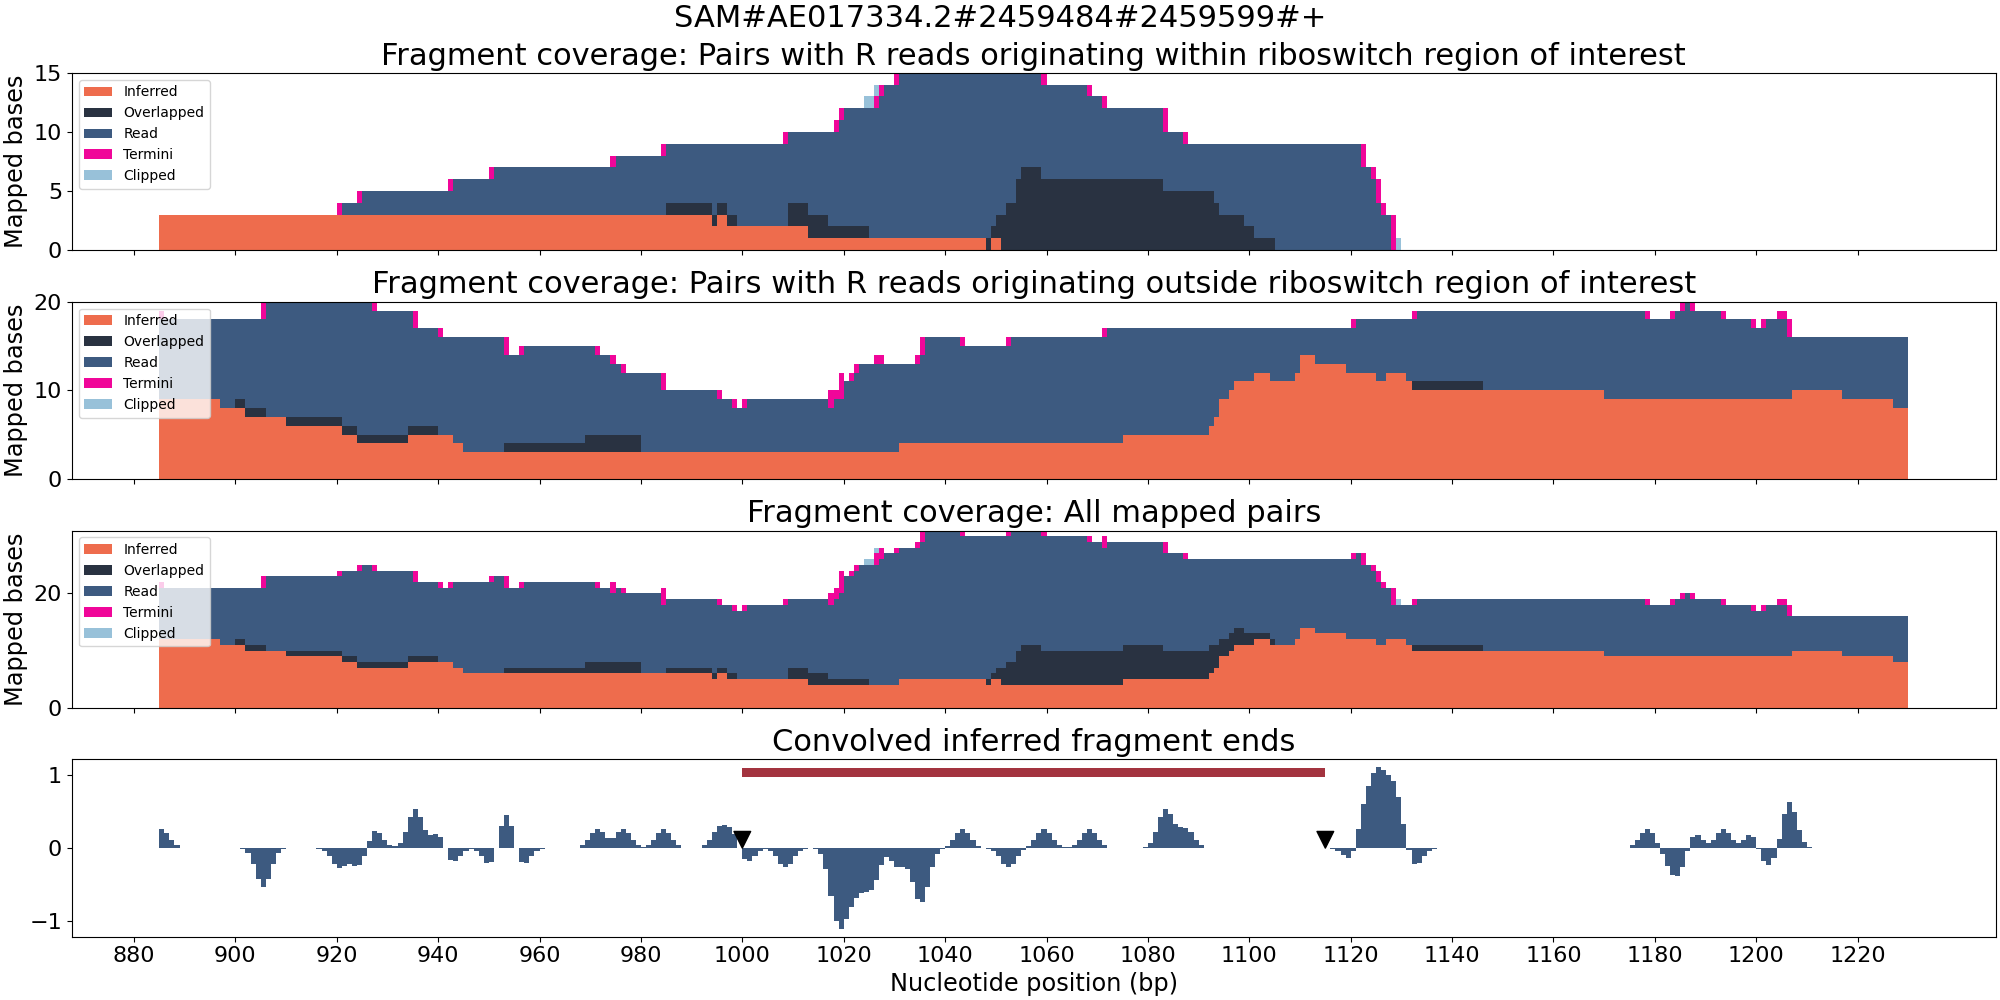 SAM#AE017334.2#2459484#2459599#+
Fragment coverage: Pairs with R reads originating within riboswitch region of interest
Mapped bases
15
10
5
0
Inferred
Overlapped
Read
Termini
Clipped
Fragment coverage: Pairs with R reads originating outside riboswitch region of interest
Mapped bases
20
10
0
Inferred
Overlapped
Read
Termini
Clipped
Fragment coverage: All mapped pairs
Mapped bases
20
0
Inferred
Overlapped
Read
Termini
Clipped
Convolved inferred fragment ends
1
0
−1
880 900 920 940 960 980 1000 1020 1040 1060 1080 1100 1120 1140 1160 1180 1200 1220
Nucleotide position (bp)